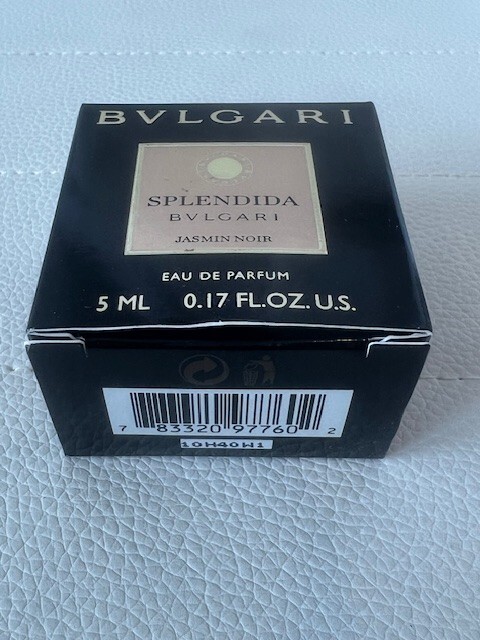 BVLGARI
SPLENDIDA
BVLGARI
JASMIN NOIR
EAU DE PARFUM
5 ML 0.17 FL.OZ. U.S.
7 83320 97760 2
10H40W1